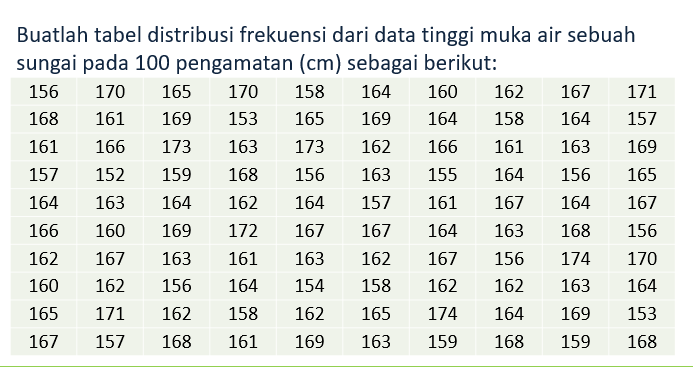 Buatlah tabel distribusi frekuensi dari data tinggi muka air sebuah
sungai pada 100 pengamatan (cm) sebagai berikut:
156 170 165 170 158 164 160 162 167 171
168 161 169 153 165 169 164 158 164 157
161 166 173 163 173 162 166 161 163 169
157 152 159 168 156 163 155 164 156 165
164 163 164 162 164 157 161 167 164 167
166 160 169 172 167 167 164 163 168 156
162 167 163 161 163 162 167 156 174 170
160 162 156 164 154 158 162 162 163 164
165 171 162 158 162 165 174 164 169 153
167 157 168 161 169 163 159 168 159 168